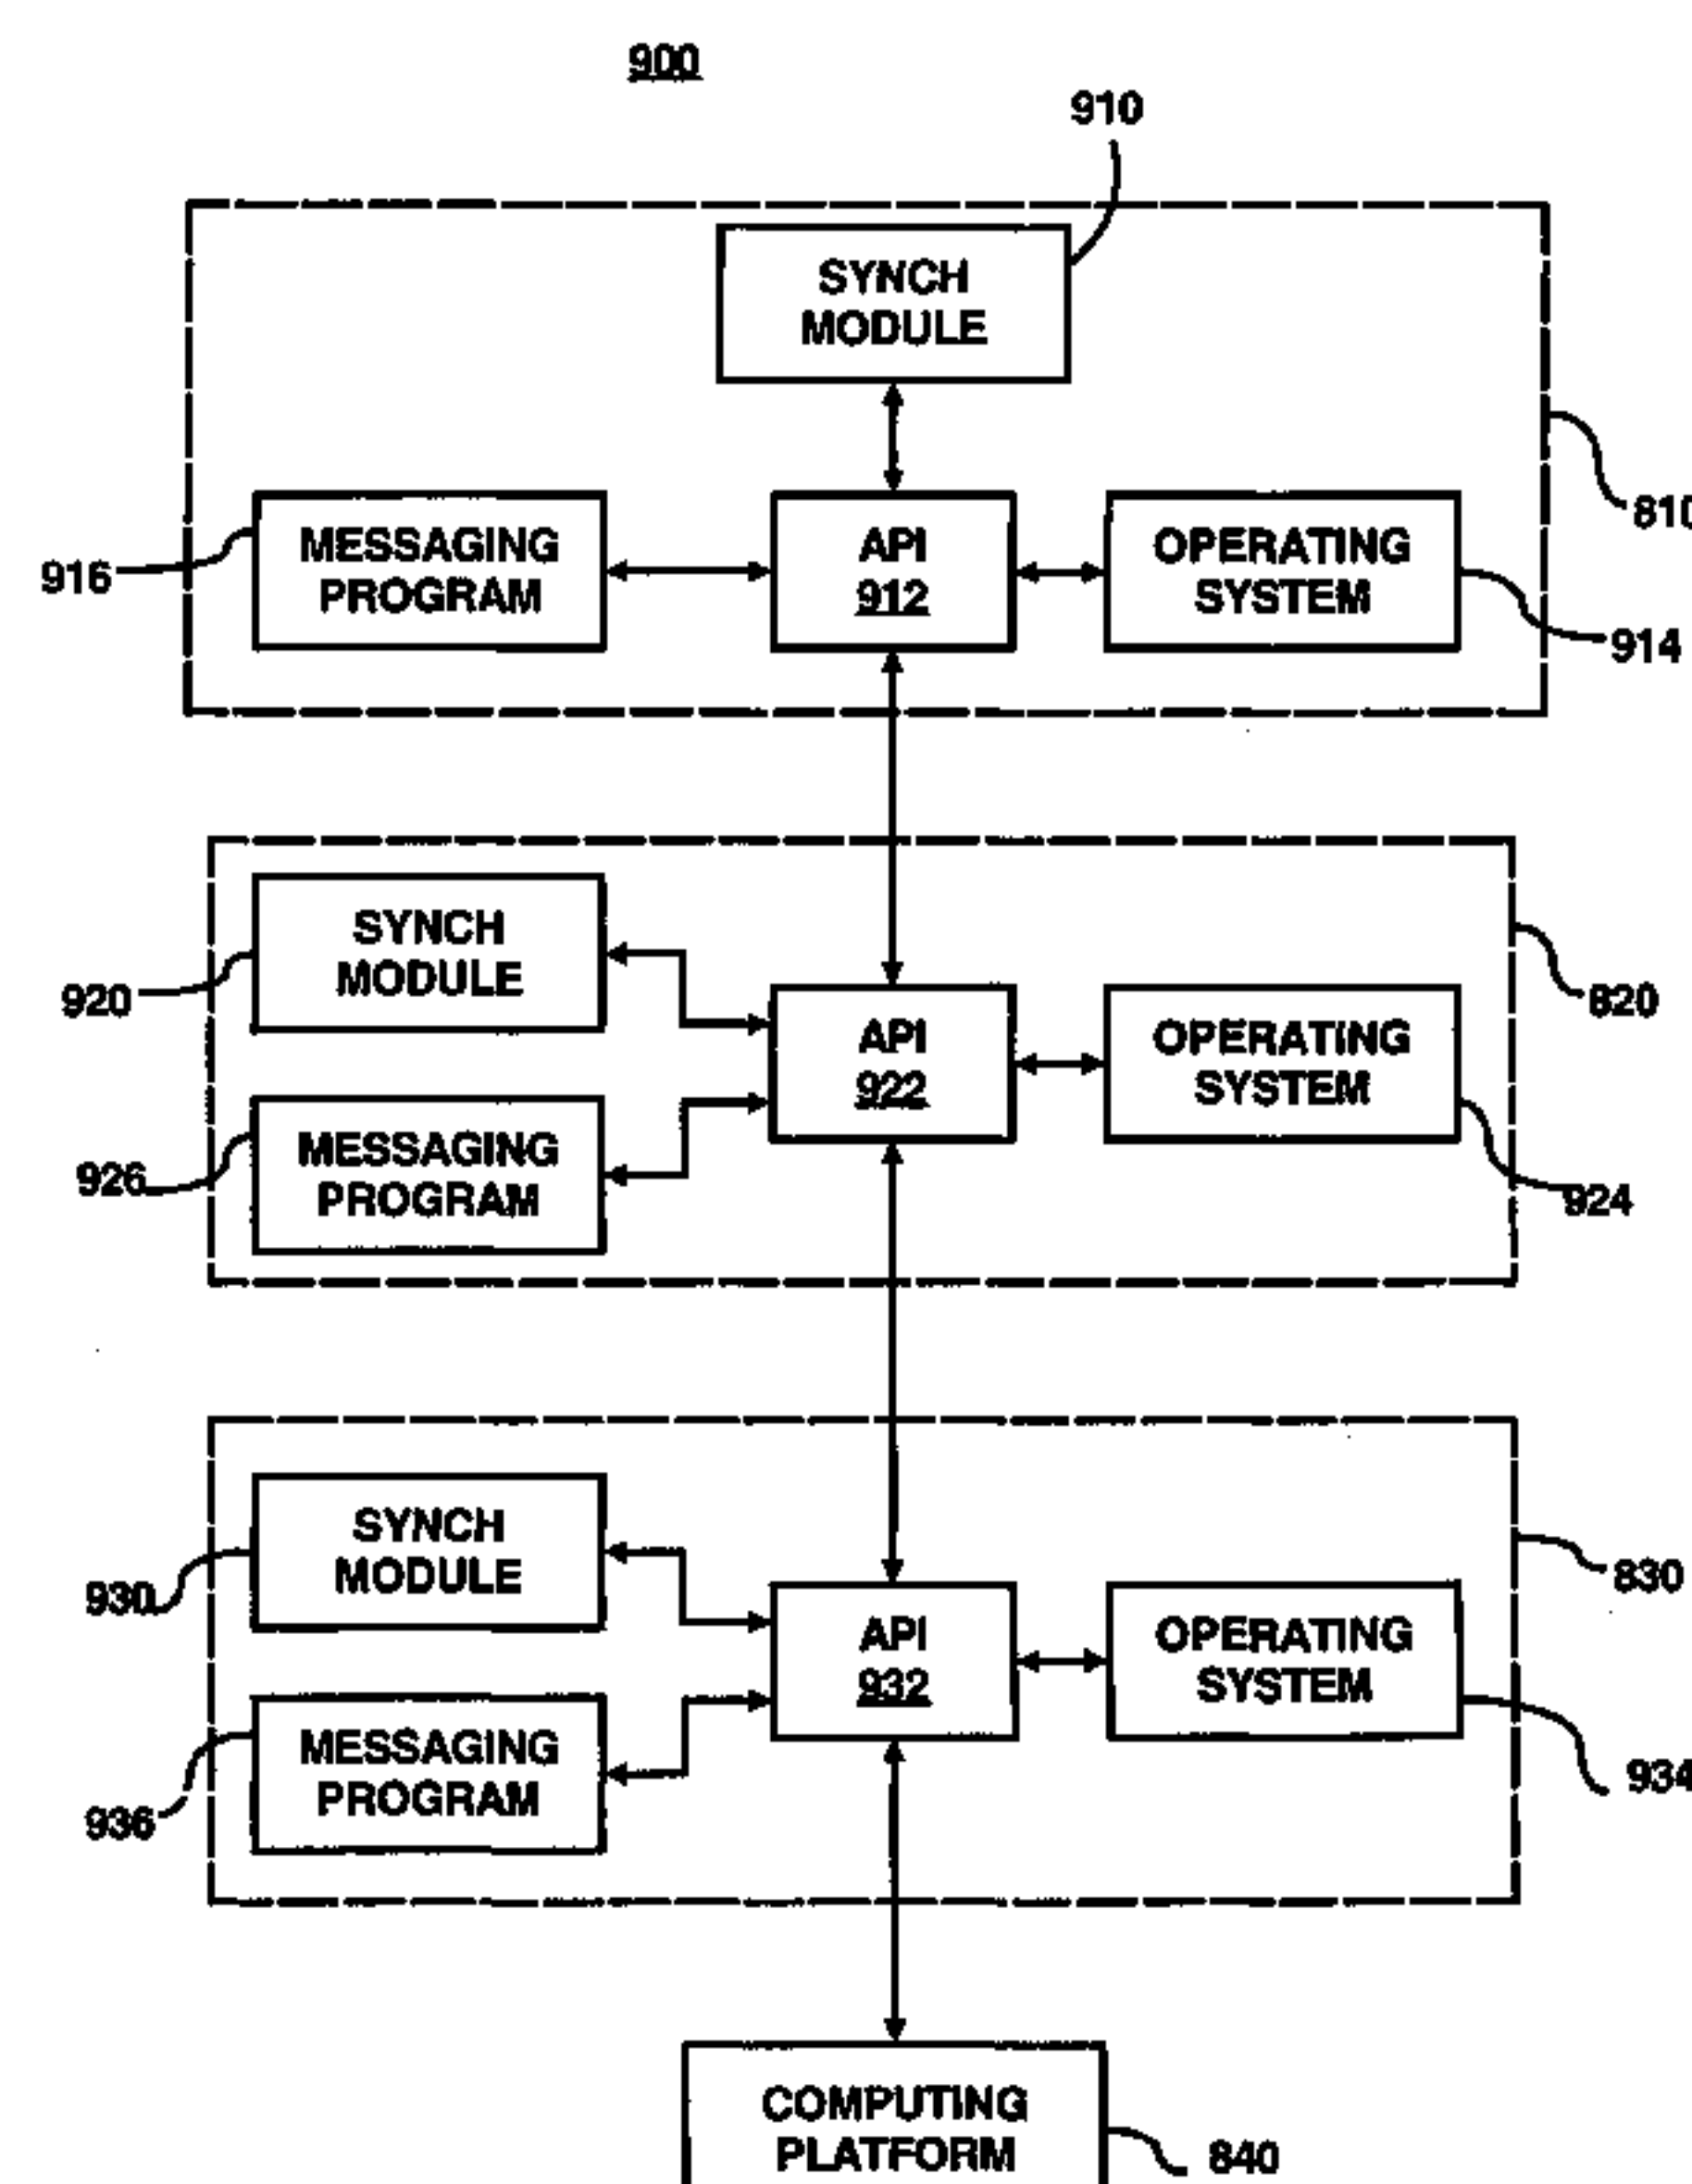 900
910
SYNCH
MODULE
810
MESSAGING
PROGRAM
API
912
OPERATING
SYSTEM
916
914
SYNCH
MODULE
920
820
API
922
OPERATING
SYSTEM
MESSAGING
PROGRAM
926
924
SYNCH
MODULE
930
830
API
932
OPERATING
SYSTEM
MESSAGING
PROGRAM
936
934
COMPUTING
PLATFORM
840